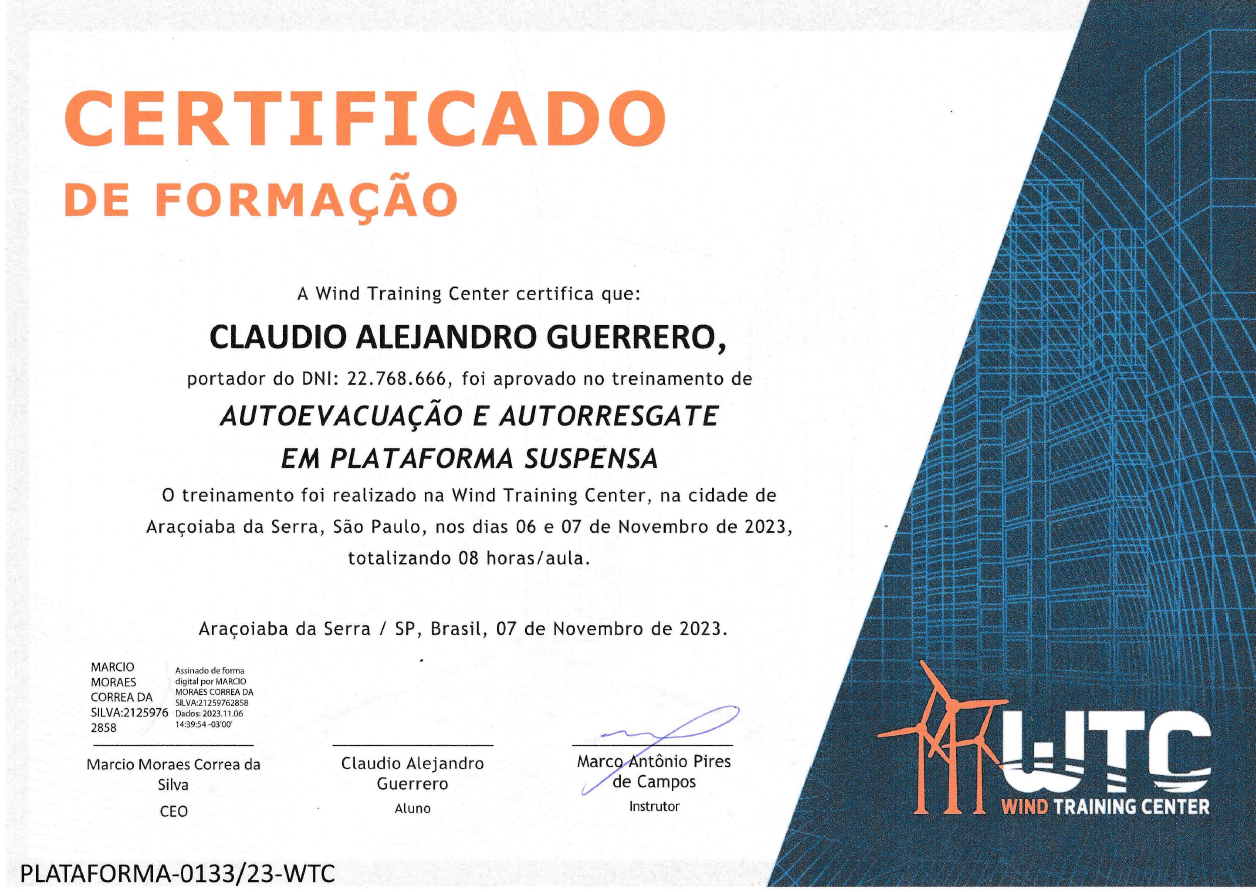 CERTIFICADO
DE FORMAÇÃO
A Wind Training Center certifica que:
CLAUDIO ALEJANDRO GUERRERO,
portador do DNI: 22.768.666, foi aprovado no treinamento de
AUTOEVACUAÇÃO E AUTORRESGATE
EM PLATAFORMA SUSPENSA
O treinamento foi realizado na Wind Training Center, na cidade de
Araçoiaba da Serra, São Paulo, nos dias 06 e 07 de Novembro de 2023,
totalizando 08 horas/aula.
Araçoiaba da Serra / SP, Brasil, 07 de Novembro de 2023.
MARCIO
MORAES
CORREA DA
SILVA:2125976
2858
Assinado de forma
digital por MARCIO
MORAES CORREA DA
SILVA:21259762858
Dados: 2023.11.06
14:39:54 -03'00'
Marcio Moraes Correa da
Silva
CEO
Claudio Alejandro
Guerrero
Aluno
Marco Antônio Pires
de Campos
Instrutor
WTC
WIND TRAINING CENTER
PLATAFORMA-0133/23-WTC